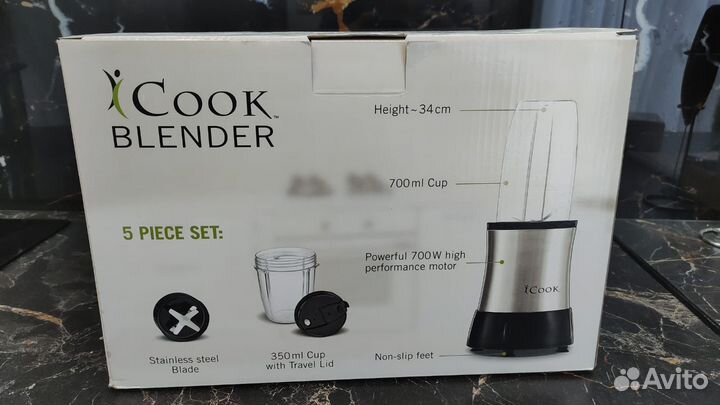 iCOOK™
BLENDER
5 PIECE SET:
Stainless steel
Blade
350ml Cup
with Travel Lid
Height ~ 34cm
700ml Cup
Powerful 700W high
performance motor
iCOOK
Non-slip feet
Avito